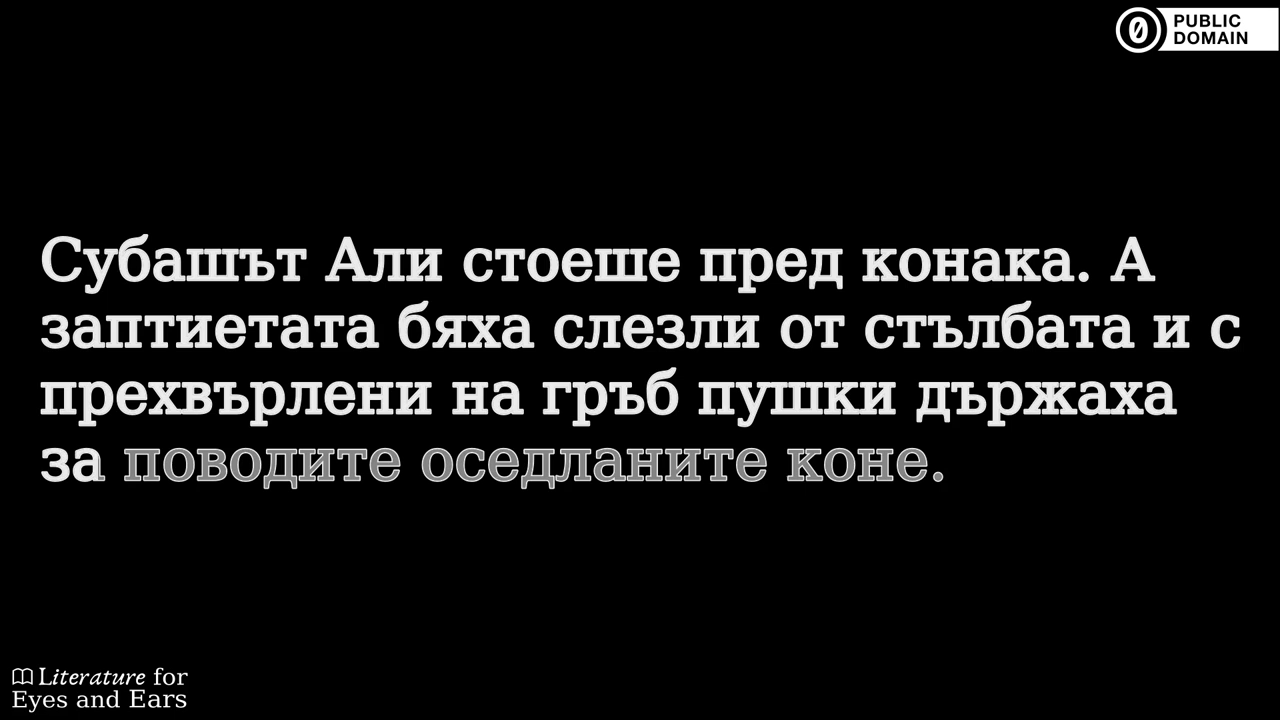 PUBLIC
DOMAIN
Субашът Али стоеше пред конака. А
заптиетата бяха слезли от стълбата и с
прехвърлени на гръб пушки държаха
за поводите оседланите коне.
Literature for
Eyes and Ears